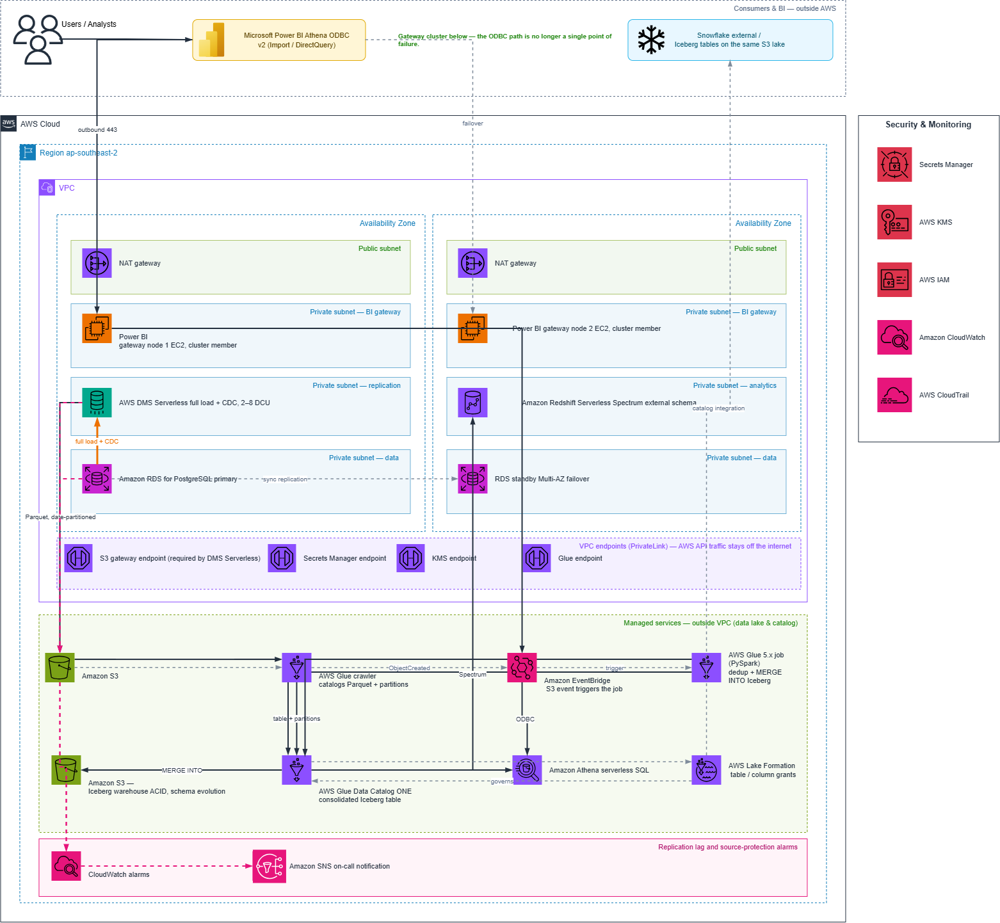 Consumers & BI — outside AWS
Users / Analysts
Microsoft Power BI Athena ODBC
v2 (Import / DirectQuery)
Gateway cluster below — the ODBC path is no longer a single point of
failure.
Snowflake external /
Iceberg tables on the same S3 lake
aws
AWS Cloud
outbound 443
failover
Region ap-southeast-2
VPC
Availability Zone
Availability Zone
Public subnet
Public subnet
NAT gateway
NAT gateway
Private subnet — BI gateway
Private subnet — BI gateway
Power BI
gateway node 1 EC2, cluster member
Power BI gateway node 2 EC2, cluster member
Private subnet — replication
Private subnet — analytics
AWS DMS Serverless full load + CDC, 2–8 DCU
Amazon Redshift Serverless Spectrum external schema
catalog integration
full load + CDC
Private subnet — data
Private subnet — data
Amazon RDS for PostgreSQL primary
sync replication
RDS standby Multi-AZ failover
Parquet, date-partitioned
VPC endpoints (PrivateLink) — AWS API traffic stays off the internet
S3 gateway endpoint (required by DMS Serverless)
Secrets Manager endpoint
KMS endpoint
Glue endpoint
Managed services — outside VPC (data lake & catalog)
Amazon S3
AWS Glue crawler
catalogs Parquet + partitions
ObjectCreated
Spectrum
Amazon EventBridge
S3 event triggers the job
trigger
AWS Glue 5.x job
(PySpark)
dedup + MERGE
INTO Iceberg
table + partitions
ODBC
MERGE INTO
Amazon S3 —
Iceberg warehouse ACID, schema evolution
AWS Glue Data Catalog ONE
consolidated Iceberg table
governs
Amazon Athena serverless SQL
AWS Lake Formation
table / column grants
Replication lag and source-protection alarms
CloudWatch alarms
Amazon SNS on-call notification
Security & Monitoring
Secrets Manager
AWS KMS
AWS IAM
Amazon CloudWatch
AWS CloudTrail